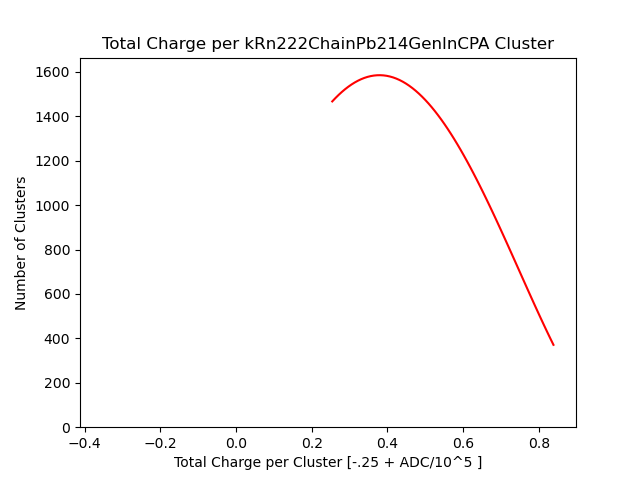 Total Charge per kRn222ChainPb214GenInCPA Cluster
1600
1400
1200
1000
800
600
400
200
0
Number of Clusters
−0.4 −0.2 0.0 0.2 0.4 0.6 0.8
Total Charge per Cluster [-.25 + ADC/10^5 ]